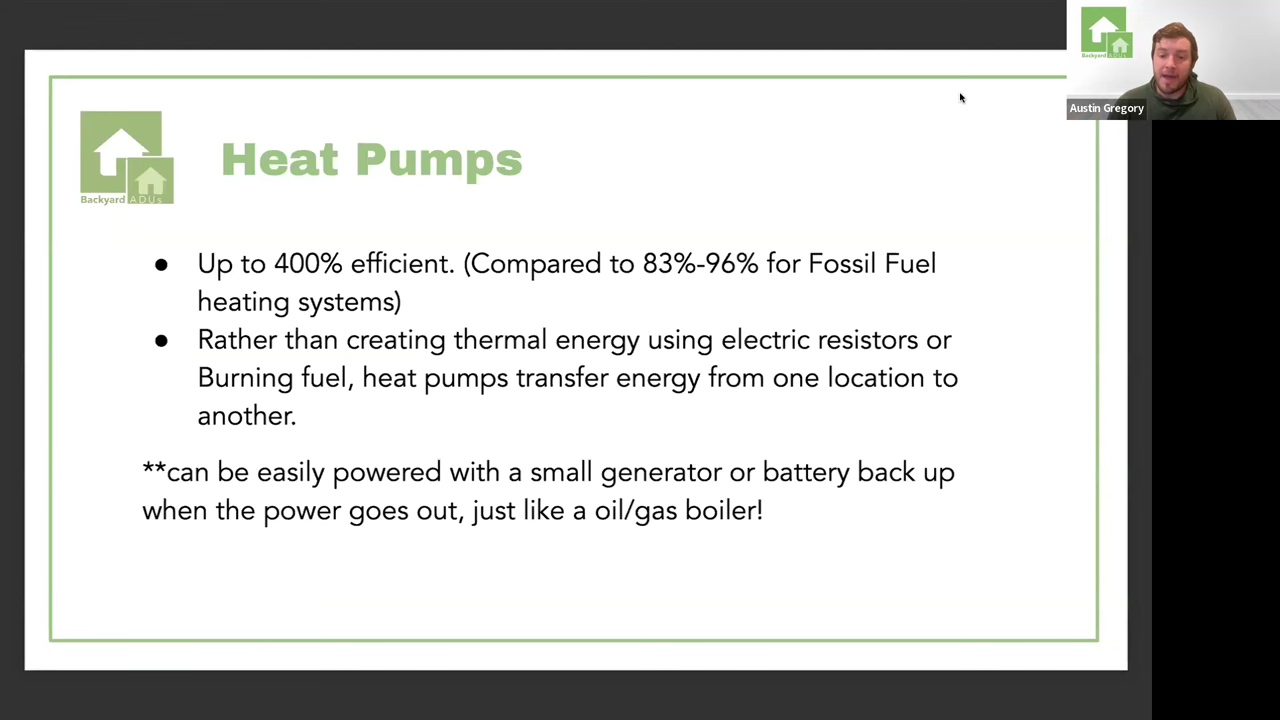 Backyard ADUs
Austin Gregory
Backyard ADUs
Heat Pumps
● Up to 400% efficient. (Compared to 83%-96% for Fossil Fuel
heating systems)
● Rather than creating thermal energy using electric resistors or
Burning fuel, heat pumps transfer energy from one location to
another.
**can be easily powered with a small generator or battery back up
when the power goes out, just like a oil/gas boiler!